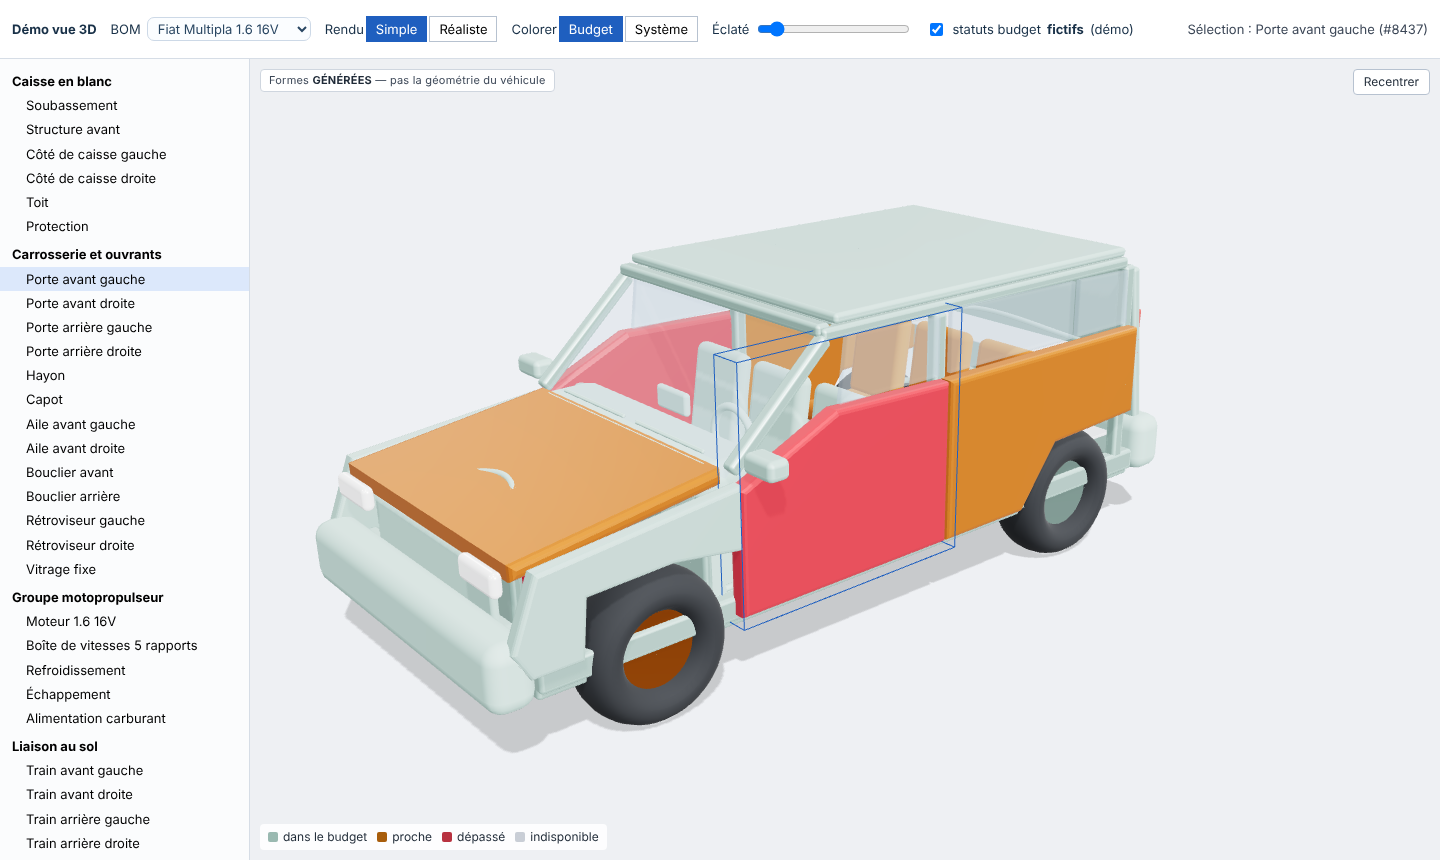 Démo vue 3D BOM Fiat Multipla 1.6 16V Rendu Simple Réaliste Colorer Budget Système Éclaté statuts budget fictifs (démo) Sélection : Porte avant gauche (#8437)
Formes GÉNÉRÉES — pas la géométrie du véhicule
Recentrer
Caisse en blanc
Soubassement
Structure avant
Côté de caisse gauche
Côté de caisse droite
Toit
Protection
Carrosserie et ouvrants
Porte avant gauche
Porte avant droite
Porte arrière gauche
Porte arrière droite
Hayon
Capot
Aile avant gauche
Aile avant droite
Bouclier avant
Bouclier arrière
Rétroviseur gauche
Rétroviseur droite
Vitrage fixe
Groupe motopropulseur
Moteur 1.6 16V
Boîte de vitesses 5 rapports
Refroidissement
Échappement
Alimentation carburant
Liaison au sol
Train avant gauche
Train avant droite
Train arrière gauche
Train arrière droite
dans le budget proche dépassé indisponible